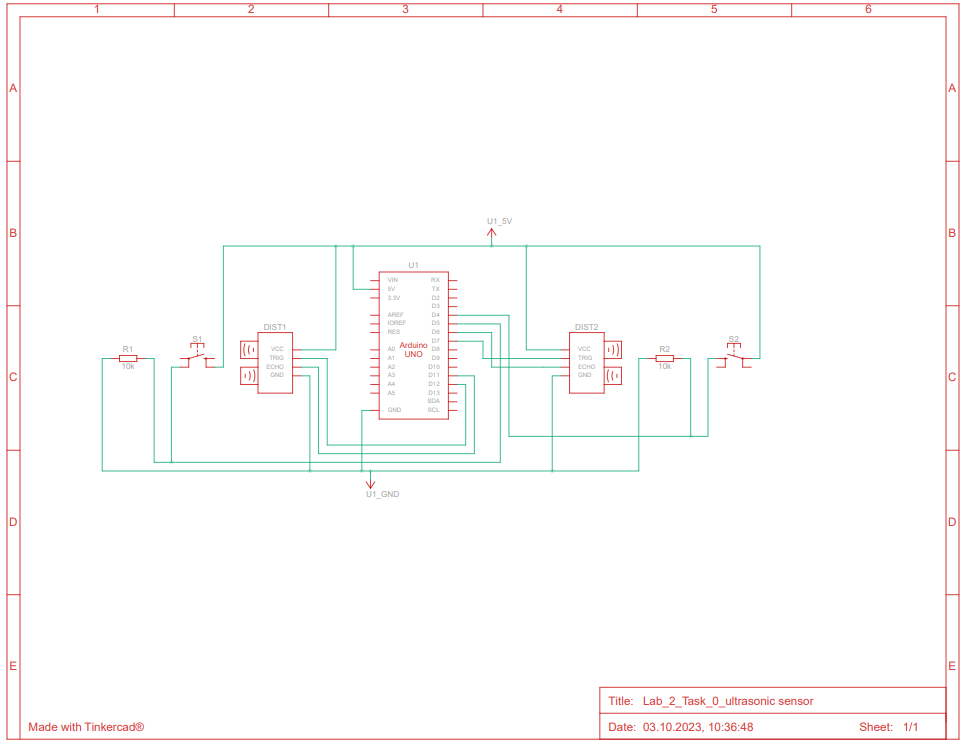 1 2 3 4 5 6
A A
B B
C C
D D
E E
U1_5V
U1
VIN RX
5V TX
3.3V D2
D3
AREF D4
IOREF D5
RES D6
D7
A0 D8
A1 D9
A2 D10
A3 D11
A4 D12
A5 D13
SDA
GND SCL
Arduino
UNO
R1
10k
S1
DIST1
VCC
TRIG
ECHO
GND
DIST2
VCC
TRIG
ECHO
GND
R2
10k
S2
U1_GND
Made with Tinkercad®
Title: Lab_2_Task_0_ultrasonic sensor
Date: 03.10.2023, 10:36:48 Sheet: 1/1